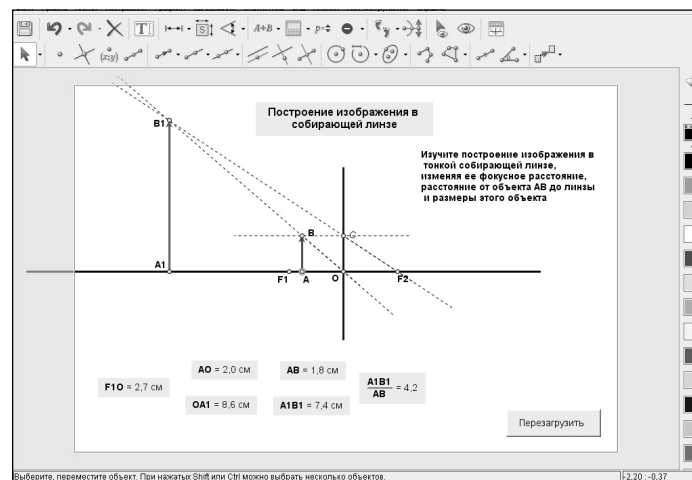 Построение изображения в
собирающей линзе
Изучите построение изображения в
тонкой собирающей линзе,
изменяя ее фокусное расстояние,
расстояние от объекта AB до линзы
и размеры этого объекта
B1
B
C
A1
F1
A
O
F2
F1O = 2,7 см
AO = 2,0 см
AB = 1,8 см
OA1 = 8,6 см
A1B1 = 7,4 см
A1B1
AB
= 4,2
Перезагрузить
Выберите, переместите объект. При нажатых Shift или Ctrl можно выбрать несколько объектов.
-2,20 : -0,37